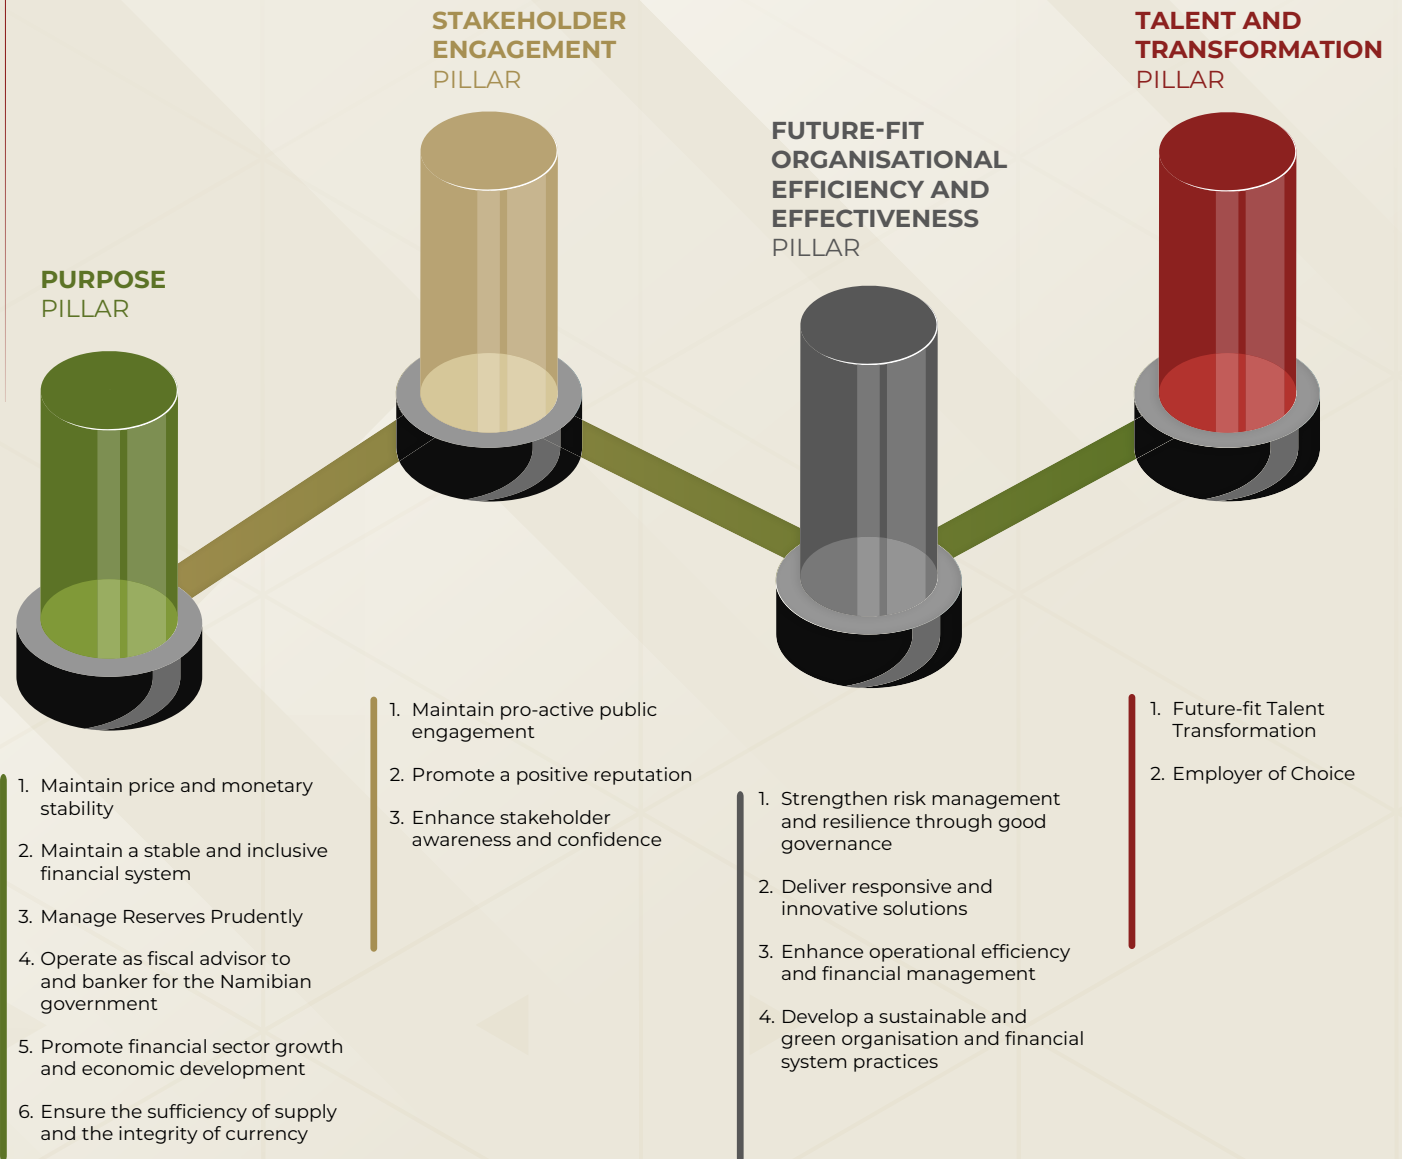 PURPOSE
PILLAR
1. Maintain price and monetary
stability
2. Maintain a stable and inclusive
financial system
3. Manage Reserves Prudently
4. Operate as fiscal advisor to
and banker for the Namibian
government
5. Promote financial sector growth
and economic development
6. Ensure the sufficiency of supply
and the integrity of currency
STAKEHOLDER
ENGAGEMENT
PILLAR
1. Maintain pro-active public
engagement
2. Promote a positive reputation
3. Enhance stakeholder
awareness and confidence
FUTURE-FIT
ORGANISATIONAL
EFFICIENCY AND
EFFECTIVENESS
PILLAR
1. Strengthen risk management
and resilience through good
governance
2. Deliver responsive and
innovative solutions
3. Enhance operational efficiency
and financial management
4. Develop a sustainable and
green organisation and financial
system practices
TALENT AND
TRANSFORMATION
PILLAR
1. Future-fit Talent
Transformation
2. Employer of Choice